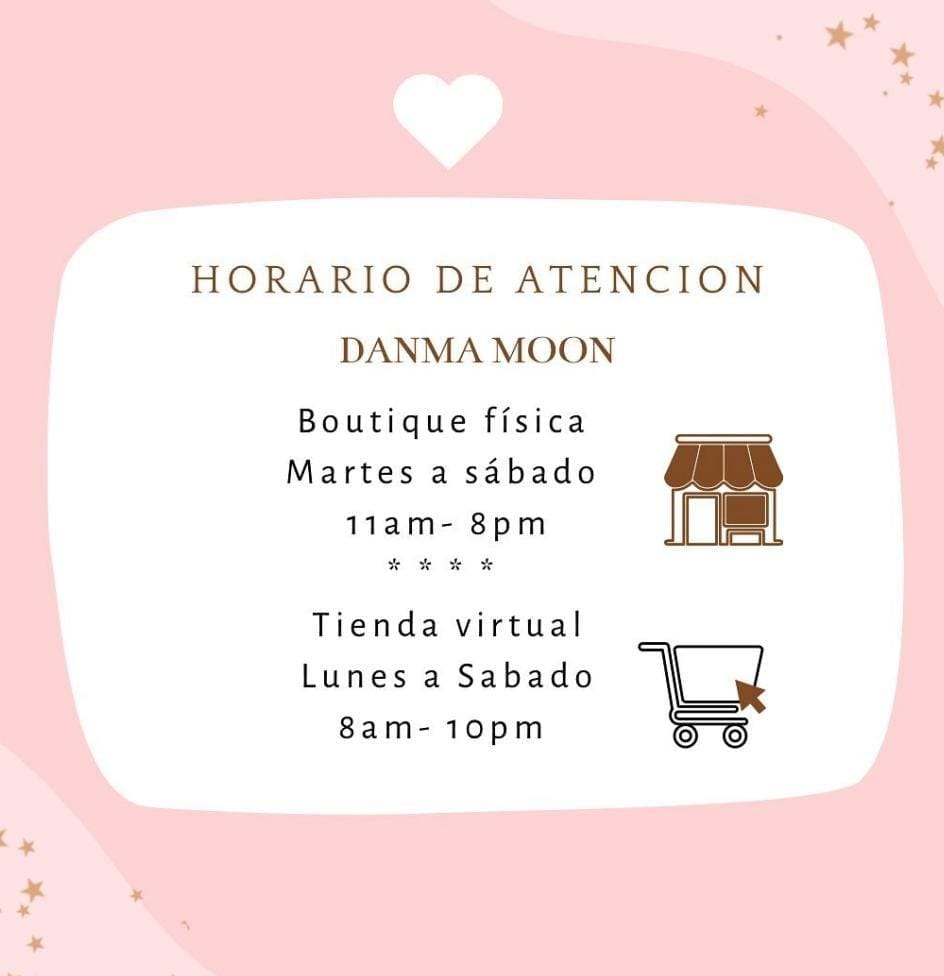 HORARIO DE ATENCION
DANMA MOON
Boutique física
Martes a sábado
11am- 8pm
* * * *
Tienda virtual
Lunes a Sabado
8am- 10pm